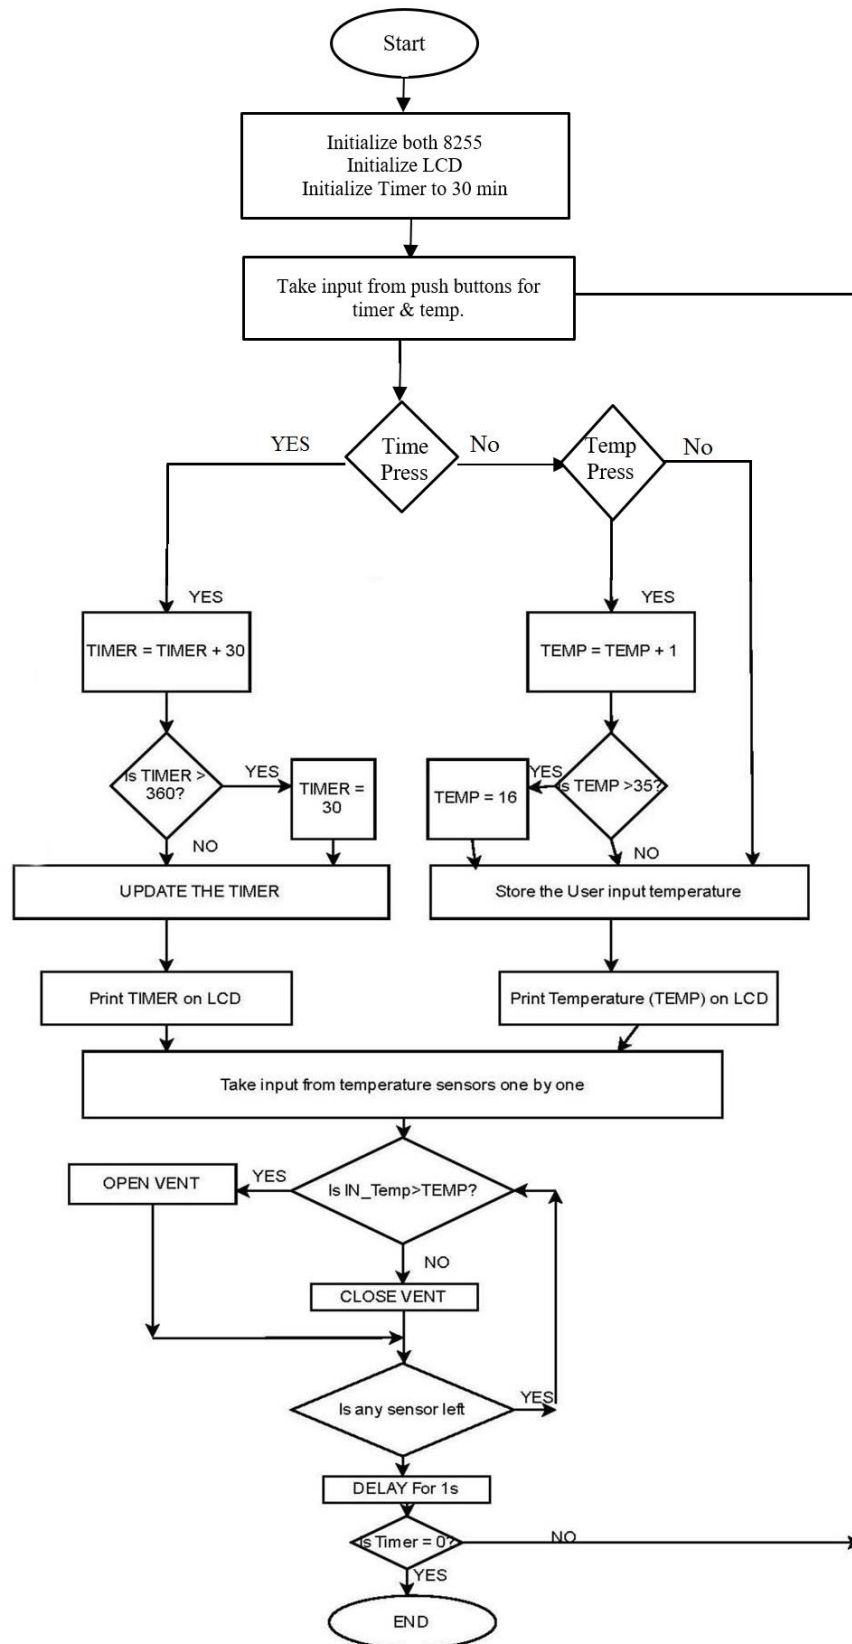 Start
Initialize both 8255
Initialize LCD
Initialize Timer to 30 min
Take input from push buttons for
timer & temp.
YES
Time
Press
No
Temp
Press
No
YES
TIMER = TIMER + 30
YES
TEMP = TEMP + 1
Is TIMER >
360?
YES
TIMER =
30
TEMP = 16
YES
Is TEMP >35?
NO
NO
UPDATE THE TIMER
Store the User input temperature
Print TIMER on LCD
Print Temperature (TEMP) on LCD
Take input from temperature sensors one by one
OPEN VENT
YES
Is IN_Temp>TEMP?
NO
CLOSE VENT
Is any sensor left
YES
DELAY For 1s
Is Timer = 0?
NO
YES
END